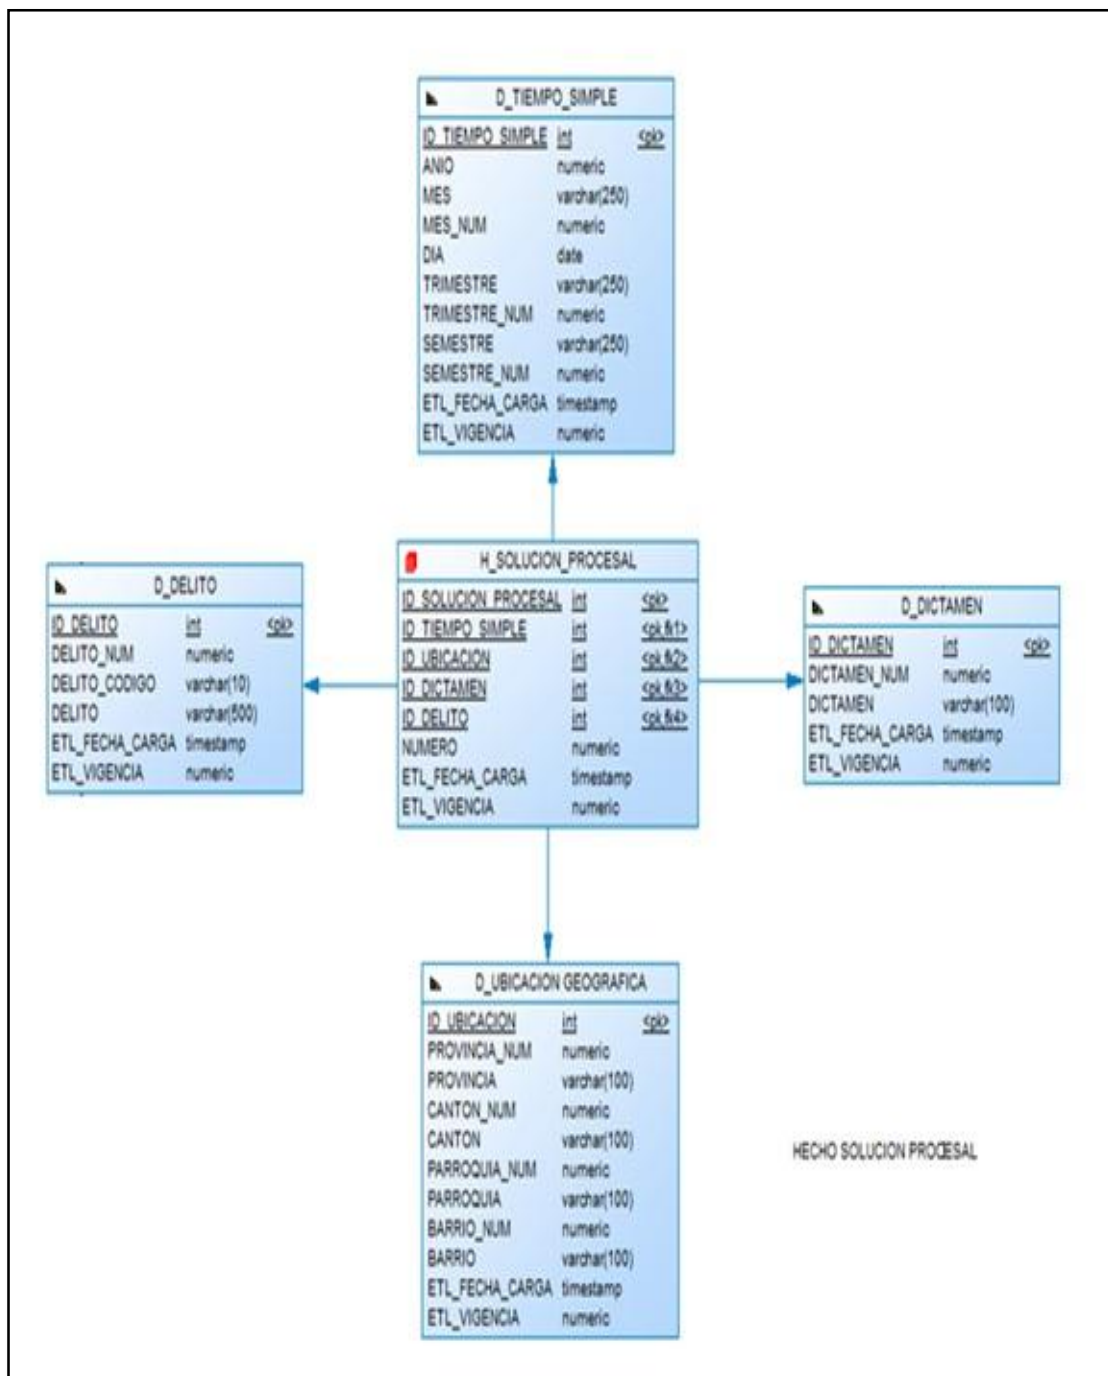 D_TIEMPO_SIMPLE
ID_TIEMPO_SIMPLE int <pk>
ANIO numeric
MES varchar(250)
MES_NUM numeric
DIA date
TRIMESTRE varchar(250)
TRIMESTRE_NUM numeric
SEMESTRE varchar(250)
SEMESTRE_NUM numeric
ETL_FECHA_CARGA timestamp
ETL_VIGENCIA numeric
D_DELITO
ID_DELITO int <pk>
DELITO_NUM numeric
DELITO_CODIGO varchar(10)
DELITO varchar(500)
ETL_FECHA_CARGA timestamp
ETL_VIGENCIA numeric
H_SOLUCION_PROCESAL
ID_SOLUCION_PROCESAL int <pk>
ID_TIEMPO_SIMPLE int <pk,fk1>
ID_UBICACION int <pk,fk2>
ID_DICTAMEN int <pk,fk3>
ID_DELITO int <pk,fk4>
NUMERO numeric
ETL_FECHA_CARGA timestamp
ETL_VIGENCIA numeric
D_DICTAMEN
ID_DICTAMEN int <pk>
DICTAMEN_NUM numeric
DICTAMEN varchar(100)
ETL_FECHA_CARGA timestamp
ETL_VIGENCIA numeric
D_UBICACION GEOGRAFICA
ID_UBICACION int <pk>
PROVINCIA_NUM numeric
PROVINCIA varchar(100)
CANTON_NUM numeric
CANTON varchar(100)
PARROQUIA_NUM numeric
PARROQUIA varchar(100)
BARRIO_NUM numeric
BARRIO varchar(100)
ETL_FECHA_CARGA timestamp
ETL_VIGENCIA numeric
HECHO SOLUCION PROCESAL